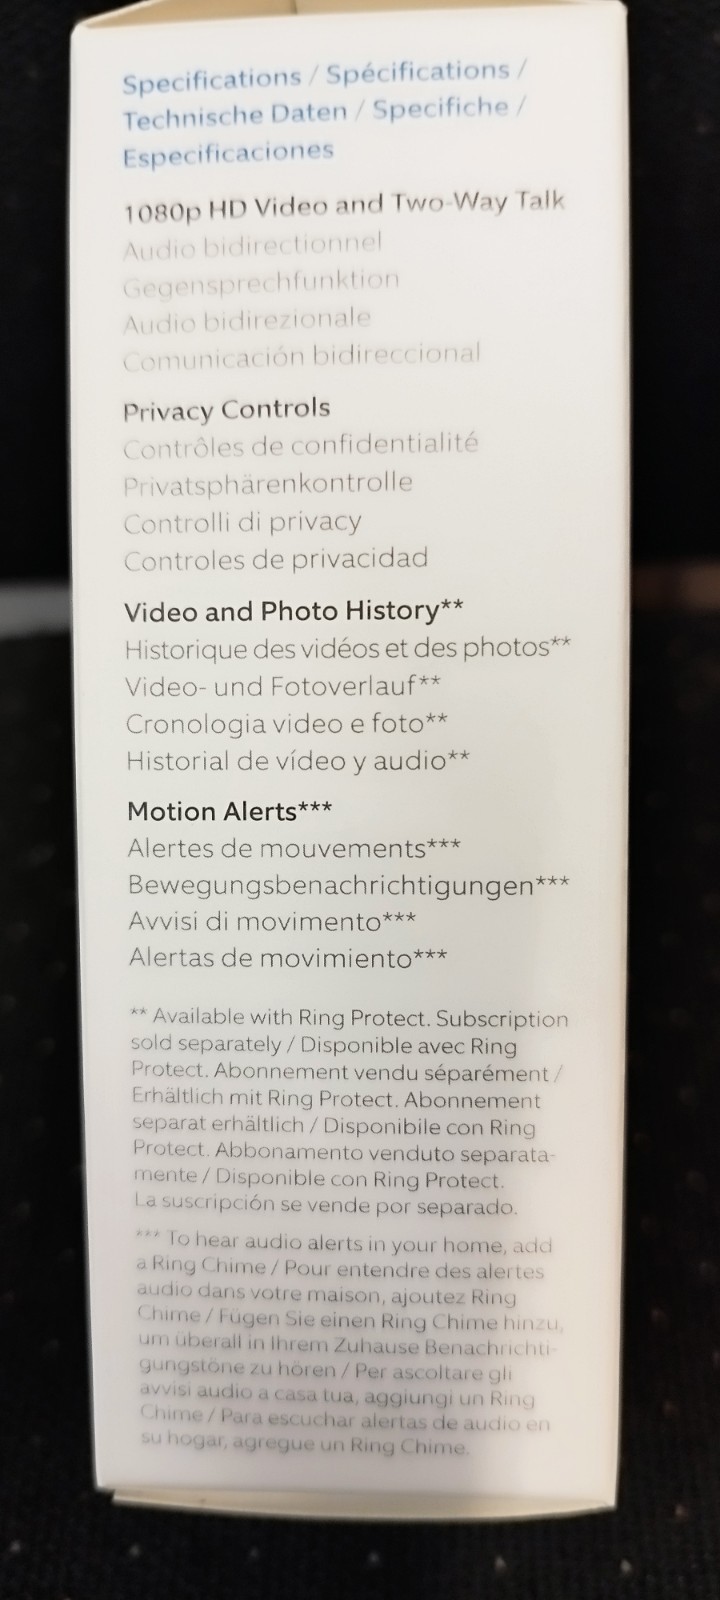 Specifications / Spécifications /
Technische Daten / Specifiche /
Especificaciones
1080p HD Video and Two-Way Talk
Audio bidirectionnel
Gegensprechfunktion
Audio bidirezionale
Comunicación bidireccional
Privacy Controls
Contrôles de confidentialité
Privatsphärenkontrolle
Controlli di privacy
Controles de privacidad
Video and Photo History**
Historique des vidéos et des photos**
Video- und Fotoverlauf**
Cronologia video e foto**
Historial de vídeo y audio**
Motion Alerts***
Alertes de mouvements***
Bewegungsbenachrichtigungen***
Avvisi di movimento***
Alertas de movimiento***
** Available with Ring Protect. Subscription
sold separately / Disponible avec Ring
Protect. Abonnement vendu séparément /
Erhältlich mit Ring Protect. Abonnement
separat erhältlich / Disponibile con Ring
Protect. Abbonamento venduto separata-
mente / Disponible con Ring Protect.
La suscripción se vende por separado.
*** To hear audio alerts in your home, add
a Ring Chime / Pour entendre des alertes
audio dans votre maison, ajoutez Ring
Chime / Fügen Sie einen Ring Chime hinzu,
um überall in Ihrem Zuhause Benachrichti-
gungstöne zu hören / Per ascoltare gli
avvisi audio a casa tua, aggiungi un Ring
Chime / Para escuchar alertas de audio en
su hogar, agregue un Ring Chime.